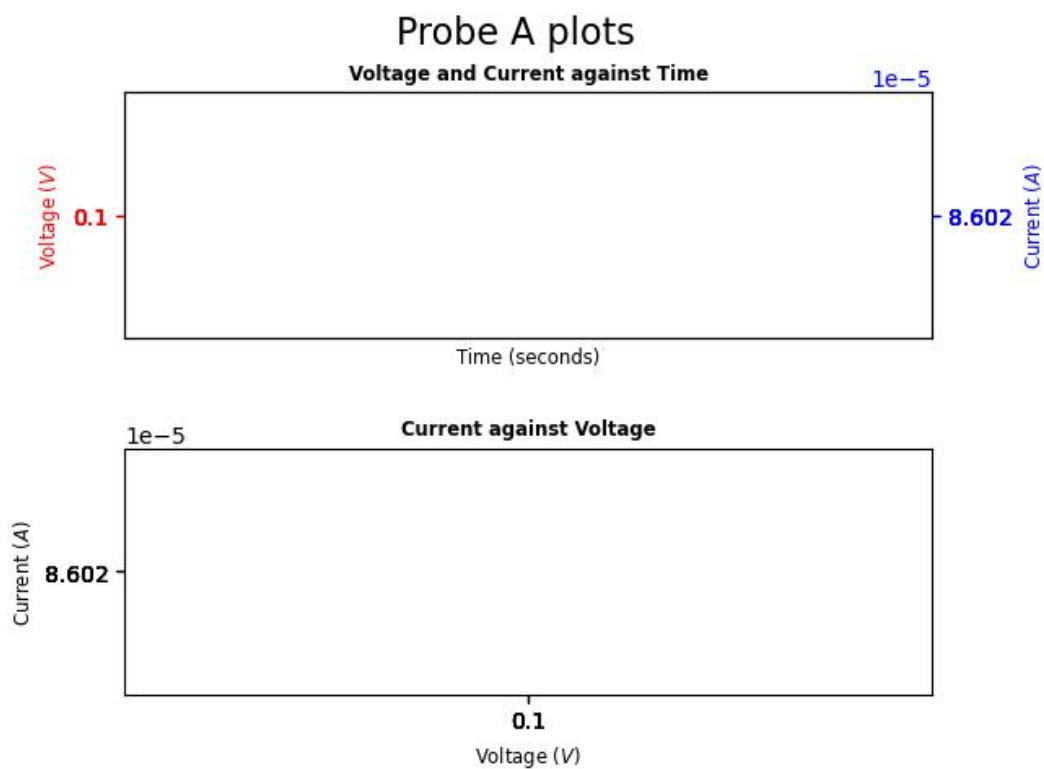 Probe A plots
Voltage and Current against Time
1e−5
Voltage (V)
0.1
8.602
Current (A)
Time (seconds)
Current against Voltage
1e−5
Current (A)
8.602
0.1
Voltage (V)